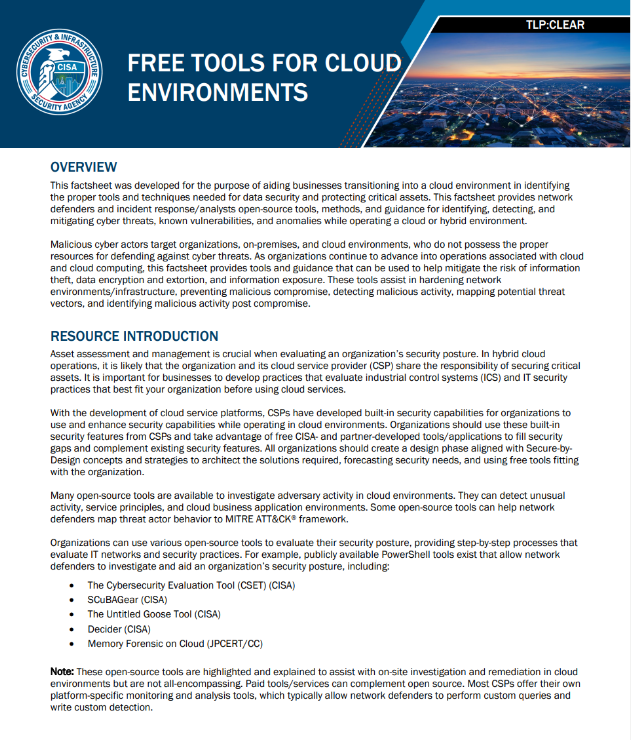 TLP:CLEAR
CYBERSECURITY & INFRASTRUCTURE
CISA
SECURITY AGENCY
FREE TOOLS FOR CLOUD
ENVIRONMENTS
OVERVIEW
This factsheet was developed for the purpose of aiding businesses transitioning into a cloud environment in identifying
the proper tools and techniques needed for data security and protecting critical assets. This factsheet provides network
defenders and incident response/analysts open-source tools, methods, and guidance for identifying, detecting, and
mitigating cyber threats, known vulnerabilities, and anomalies while operating a cloud or hybrid environment.
Malicious cyber actors target organizations, on-premises, and cloud environments, who do not possess the proper
resources for defending against cyber threats. As organizations continue to advance into operations associated with cloud
and cloud computing, this factsheet provides tools and guidance that can be used to help mitigate the risk of information
theft, data encryption and extortion, and information exposure. These tools assist in hardening network
environments/infrastructure, preventing malicious compromise, detecting malicious activity, mapping potential threat
vectors, and identifying malicious activity post compromise.
RESOURCE INTRODUCTION
Asset assessment and management is crucial when evaluating an organization's security posture. In hybrid cloud
operations, it is likely that the organization and its cloud service provider (CSP) share the responsibility of securing critical
assets. It is important for businesses to develop practices that evaluate industrial control systems (ICS) and IT security
practices that best fit your organization before using cloud services.
With the development of cloud service platforms, CSPs have developed built-in security capabilities for organizations to
use and enhance security capabilities while operating in cloud environments. Organizations should use these built-in
security features from CSPs and take advantage of free CISA- and partner-developed tools/applications to fill security
gaps and complement existing security features. All organizations should create a design phase aligned with Secure-by-
Design concepts and strategies to architect the solutions required, forecasting security needs, and using free tools fitting
with the organization.
Many open-source tools are available to investigate adversary activity in cloud environments. They can detect unusual
activity, service principles, and cloud business application environments. Some open-source tools can help network
defenders map threat actor behavior to MITRE ATT&CK® framework.
Organizations can use various open-source tools to evaluate their security posture, providing step-by-step processes that
evaluate IT networks and security practices. For example, publicly available PowerShell tools exist that allow network
defenders to investigate and aid an organization's security posture, including:
• The Cybersecurity Evaluation Tool (CSET) (CISA)
• SCuBAGear (CISA)
• The Untitled Goose Tool (CISA)
• Decider (CISA)
• Memory Forensic on Cloud (JPCERT/CC)
Note: These open-source tools are highlighted and explained to assist with on-site investigation and remediation in cloud
environments but are not all-encompassing. Paid tools/services can complement open source. Most CSPs offer their own
platform-specific monitoring and analysis tools, which typically allow network defenders to perform custom queries and
write custom detection.